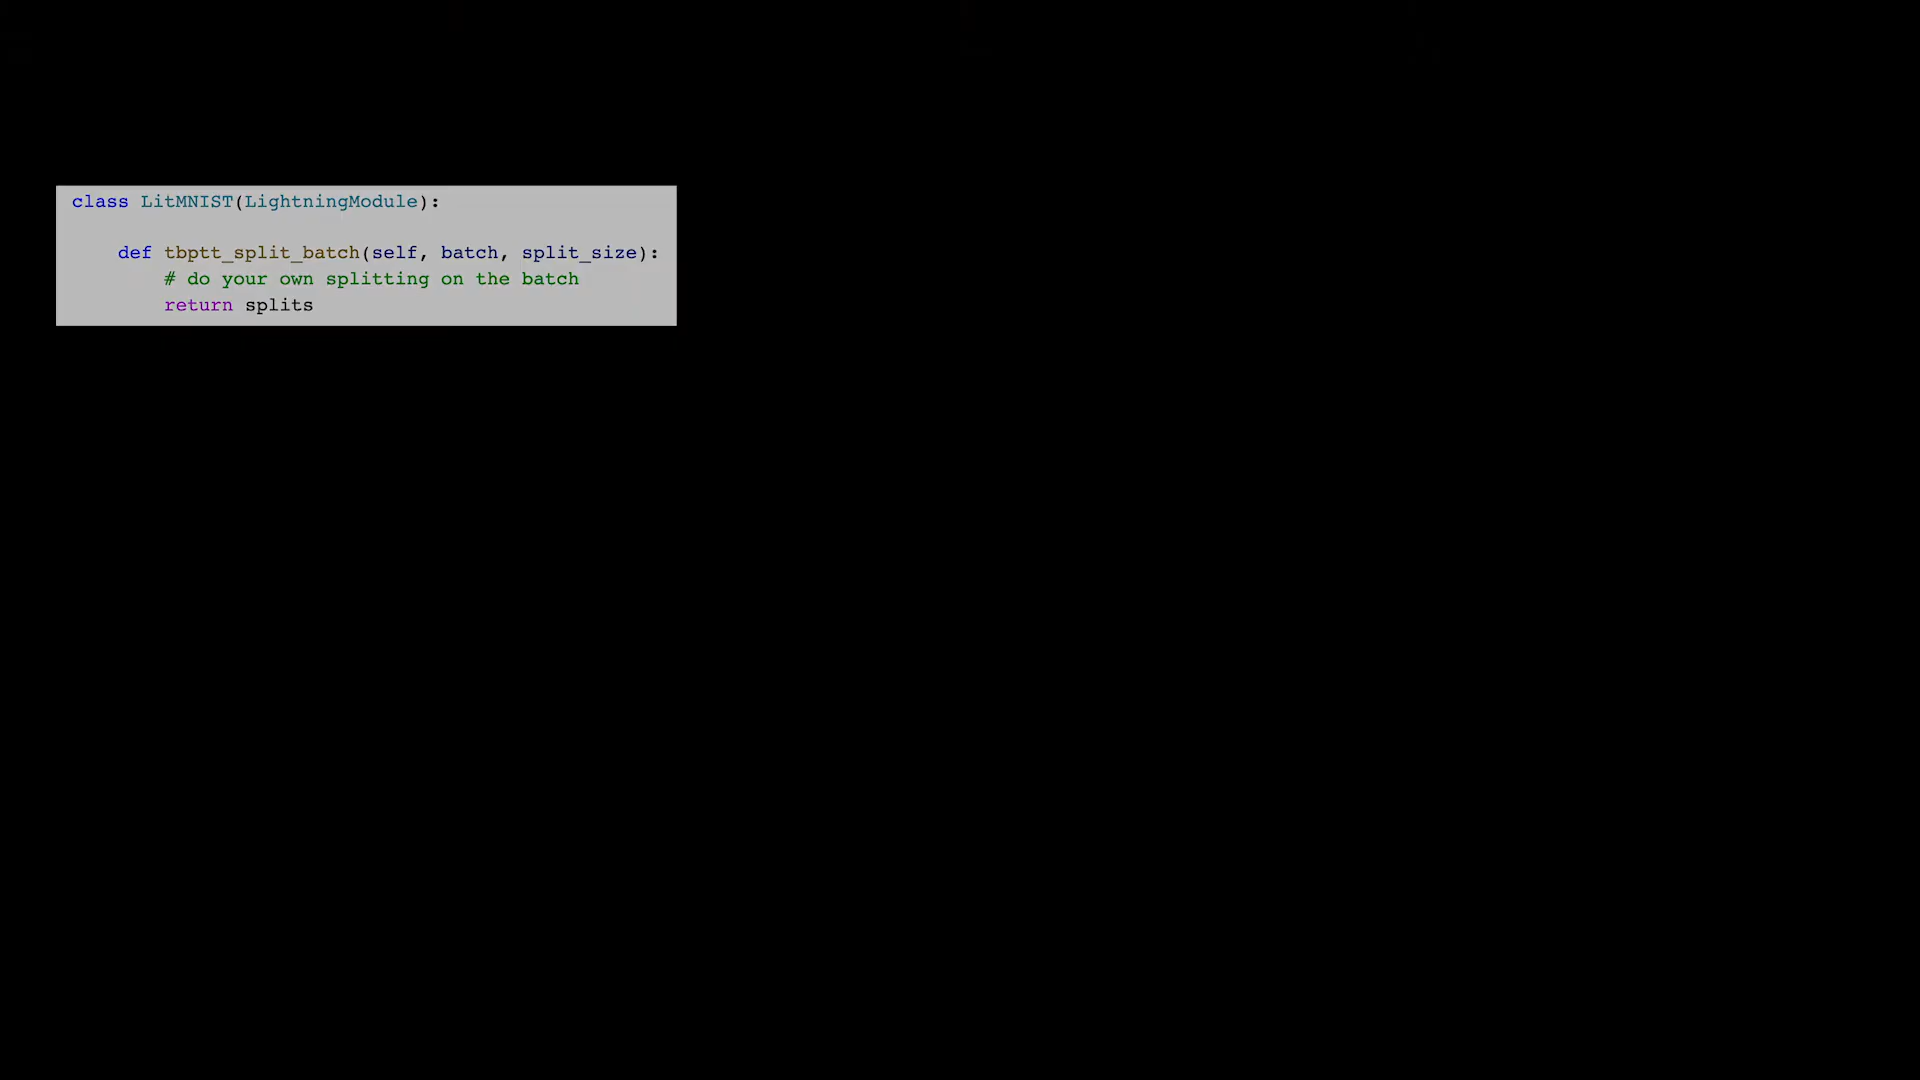 class LitMNIST(LightningModule):
def tbptt_split_batch(self, batch, split_size):
# do your own splitting on the batch
return splits